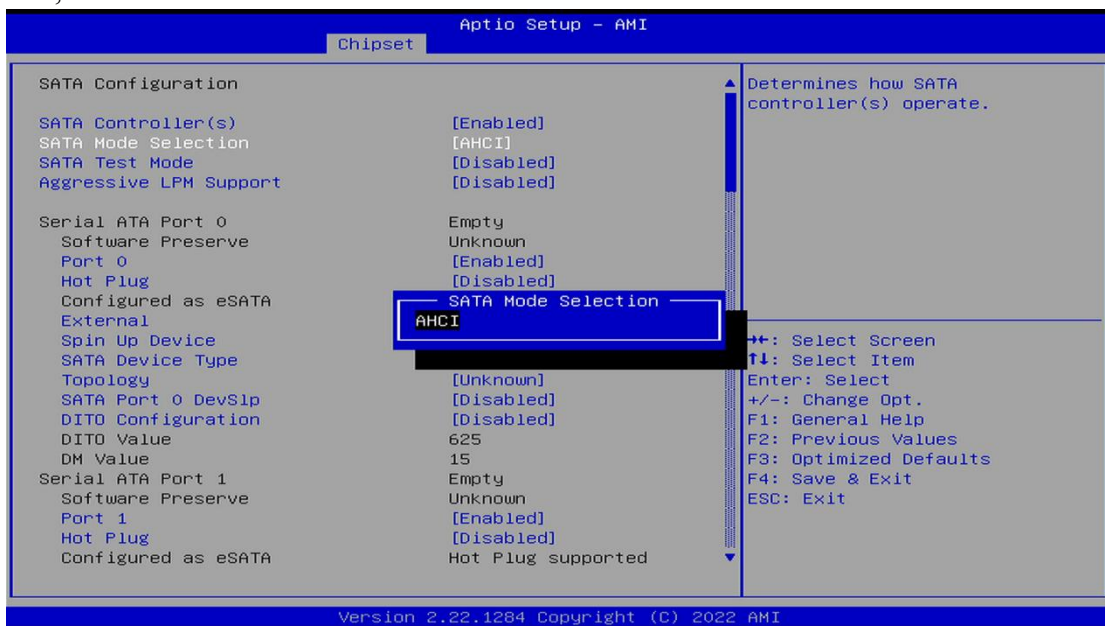 Aptio Setup – AMI
Chipset
SATA Configuration
SATA Controller(s) [Enabled]
SATA Mode Selection [AHCI]
SATA Test Mode [Disabled]
Aggressive LPM Support [Disabled]
Serial ATA Port 0 Empty
Software Preserve Unknown
Port 0 [Enabled]
Hot Plug [Disabled]
Configured as eSATA
External
Spin Up Device
SATA Device Type
Topology [Unknown]
SATA Port 0 DevSlp [Disabled]
DITO Configuration [Disabled]
DITO Value 625
DM Value 15
Serial ATA Port 1 Empty
Software Preserve Unknown
Port 1 [Enabled]
Hot Plug [Disabled]
Configured as eSATA Hot Plug supported
SATA Mode Selection
AHCI
Determines how SATA
controller(s) operate.
→←: Select Screen
↑↓: Select Item
Enter: Select
+/-: Change Opt.
F1: General Help
F2: Previous Values
F3: Optimized Defaults
F4: Save & Exit
ESC: Exit
Version 2.22.1284 Copyright (C) 2022 AMI